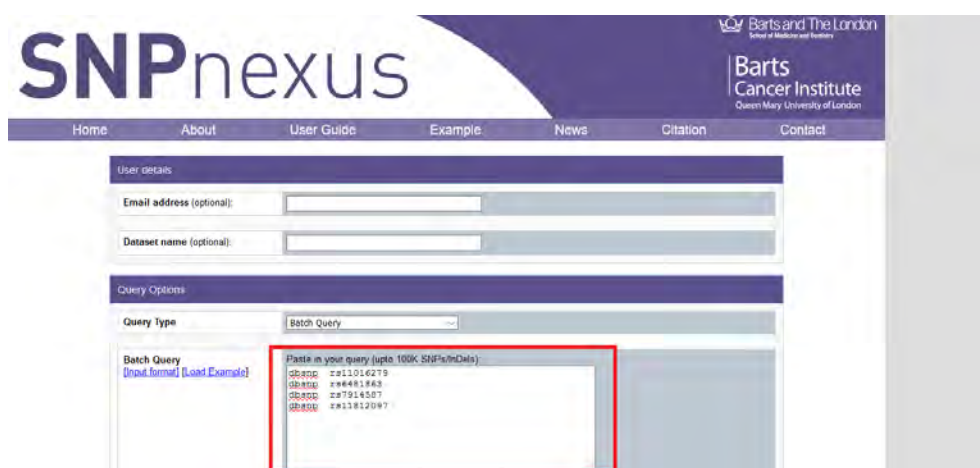 Barts and The London
School of Medicine and Dentistry
SNPnexus
Barts
Cancer Institute
Queen Mary University of London
Home About User Guide Example News Citation Contact
User details
Email address (optional):
Dataset name (optional):
Query Options
Query Type Batch Query
Batch Query Paste in your query (upto 100K SNPs/InDels):
[Input format] [Load Example]
dbsnp rs11016279
dbsnp rs6481863
dbsnp rs7914587
dbsnp rs11812097